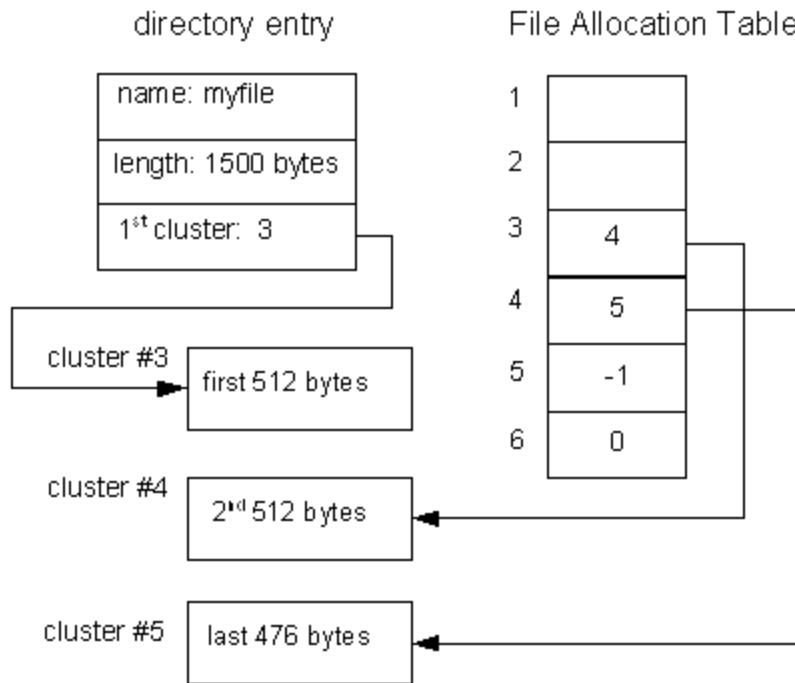 directory entry
name: myfile
length: 1500 bytes
1st cluster: 3
File Allocation Table
1
2
3 4
4 5
5 -1
6 0
cluster #3
first 512 bytes
cluster #4
2nd 512 bytes
cluster #5
last 476 bytes